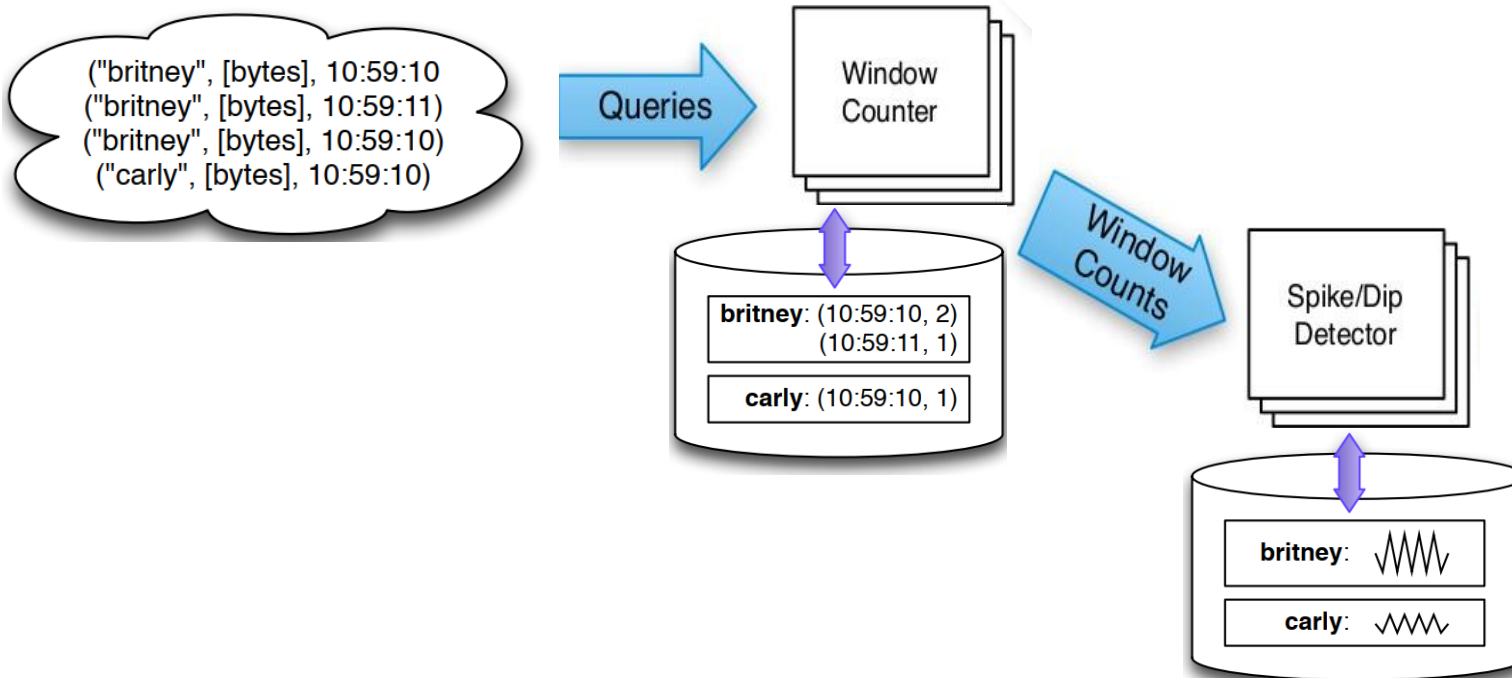 ("britney", [bytes], 10:59:10
("britney", [bytes], 10:59:11)
("britney", [bytes], 10:59:10)
("carly", [bytes], 10:59:10)
Queries
Window
Counter
britney: (10:59:10, 2)
(10:59:11, 1)
carly: (10:59:10, 1)
Window
Counts
Spike/Dip
Detector
britney:
carly: